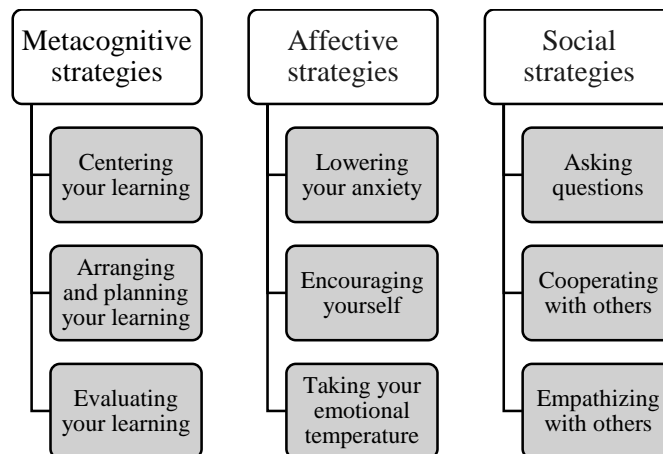 Metacognitive
strategies
Centering
your learning
Arranging
and planning
your learning
Evaluating
your learning
Affective
strategies
Lowering
your anxiety
Encouraging
yourself
Taking your
emotional
temperature
Social
strategies
Asking
questions
Cooperating
with others
Empathizing
with others